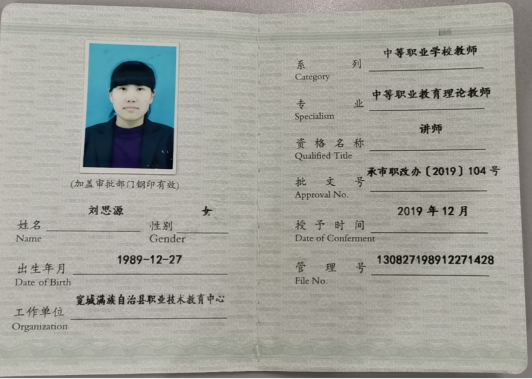 (加盖审批部门钢印有效)
姓名 刘思源 性别 女
Name Gender
出生年月 1989-12-27
Date of Birth
工作单位 宽城满族自治县职业技术教育中心
Organization
系列 中等职业学校教师
Category
专业 中等职业教育理论教师
Specialism
资格名称 讲师
Qualified Title
批文号 承市职改办〔2019〕104号
Approval No.
授予时间 2019年12月
Date of Conferment
管理号 130827198912271428
File No.